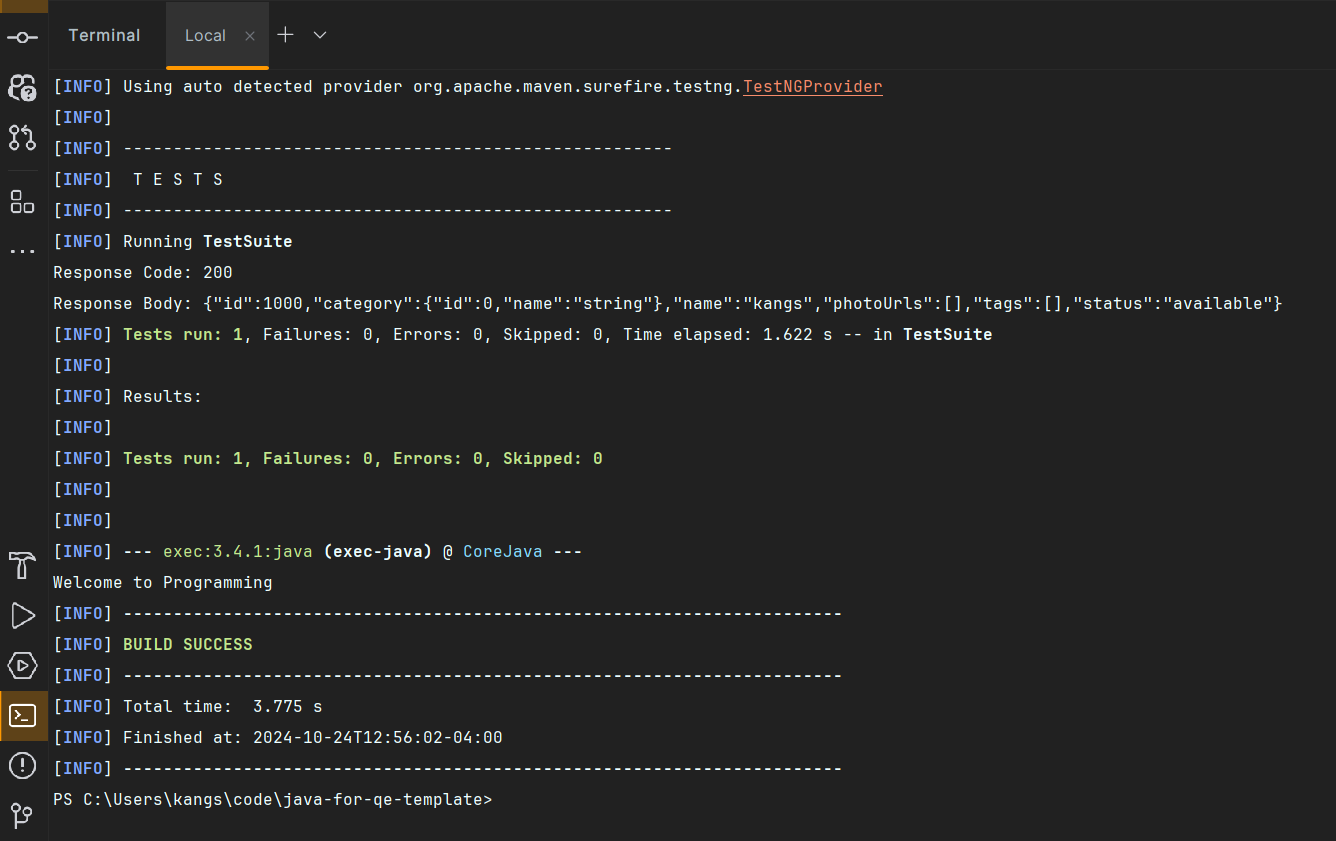 Terminal Local
[INFO] Using auto detected provider org.apache.maven.surefire.testng.TestNGProvider
[INFO]
[INFO] -------------------------------------------------------
[INFO]  T E S T S
[INFO] -------------------------------------------------------
[INFO] Running TestSuite
Response Code: 200
Response Body: {"id":1000,"category":{"id":0,"name":"string"},"name":"kangs","photoUrls":[],"tags":[],"status":"available"}
[INFO] Tests run: 1, Failures: 0, Errors: 0, Skipped: 0, Time elapsed: 1.622 s -- in TestSuite
[INFO]
[INFO] Results:
[INFO]
[INFO] Tests run: 1, Failures: 0, Errors: 0, Skipped: 0
[INFO]
[INFO]
[INFO] --- exec:3.4.1:java (exec-java) @ CoreJava ---
Welcome to Programming
[INFO] ------------------------------------------------------------------------
[INFO] BUILD SUCCESS
[INFO] ------------------------------------------------------------------------
[INFO] Total time:  3.775 s
[INFO] Finished at: 2024-10-24T12:56:02-04:00
[INFO] ------------------------------------------------------------------------
PS C:\Users\kangs\code\java-for-qe-template>